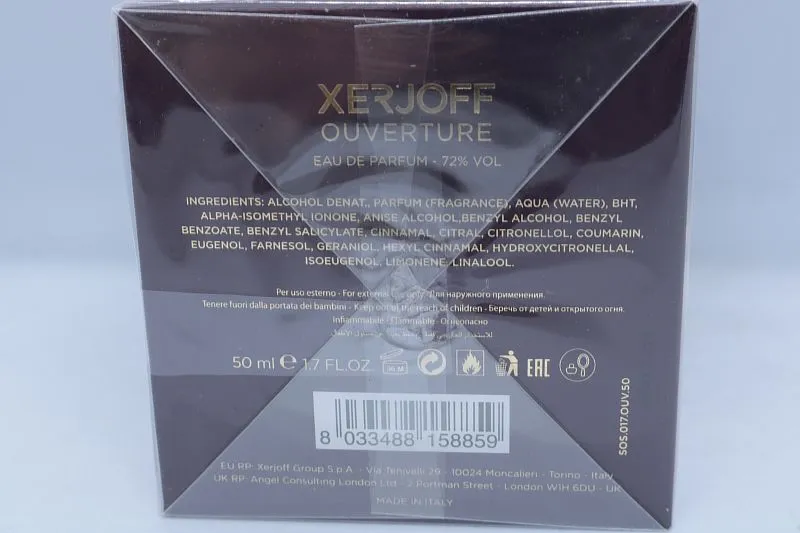 XERJOFF
OUVERTURE
EAU DE PARFUM - 72% VOL
INGREDIENTS: ALCOHOL DENAT., PARFUM (FRAGRANCE), AQUA (WATER), BHT,
ALPHA-ISOMETHYL IONONE, ANISE ALCOHOL,BENZYL ALCOHOL, BENZYL
BENZOATE, BENZYL SALICYLATE, CINNAMAL, CITRAL, CITRONELLOL, COUMARIN,
EUGENOL, FARNESOL, GERANIOL, HEXYL CINNAMAL, HYDROXYCITRONELLAL,
ISOEUGENOL, LIMONENE, LINALOOL.
Per uso esterno - For external use only - Для наружного применения.
Tenere fuori dalla portata dei bambini - Keep out of the reach of children - Беречь от детей и открытого огня.
Infiammabile - Flammable - Огнеопасно
50 ml e 1.7 FL.OZ. 36 M EAC
SOS.017.OUV.50
8 033488 158859
EU RP: Xerjoff Group S.p.A. - Via Tenivelli 29 - 10024 Moncalieri - Torino - Italy
UK RP: Angel Consulting London Ltd - 2 Portman Street - London W1H 6DU - UK
MADE IN ITALY